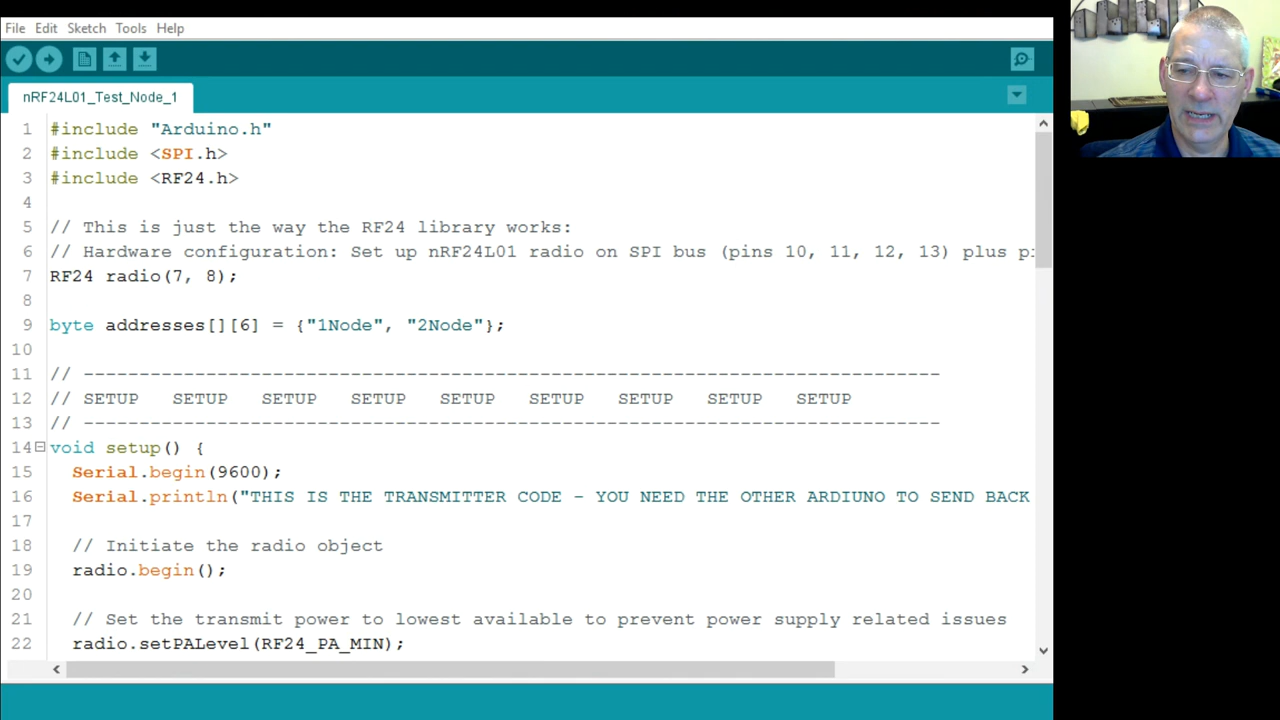 File Edit Sketch Tools Help
nRF24L01_Test_Node_1
1 #include "Arduino.h"
2 #include <SPI.h>
3 #include <RF24.h>
4
5 // This is just the way the RF24 library works:
6 // Hardware configuration: Set up nRF24L01 radio on SPI bus (pins 10, 11, 12, 13) plus
7 RF24 radio(7, 8);
8
9 byte addresses[][6] = {"1Node", "2Node"};
10
11 // -----------------------------------------------------------------------------
12 // SETUP   SETUP   SETUP   SETUP   SETUP   SETUP   SETUP   SETUP   SETUP
13 // -----------------------------------------------------------------------------
14 void setup() {
15   Serial.begin(9600);
16   Serial.println("THIS IS THE TRANSMITTER CODE - YOU NEED THE OTHER ARDIUNO TO SEND BACK
17
18   // Initiate the radio object
19   radio.begin();
20
21   // Set the transmit power to lowest available to prevent power supply related issues
22   radio.setPALevel(RF24_PA_MIN);